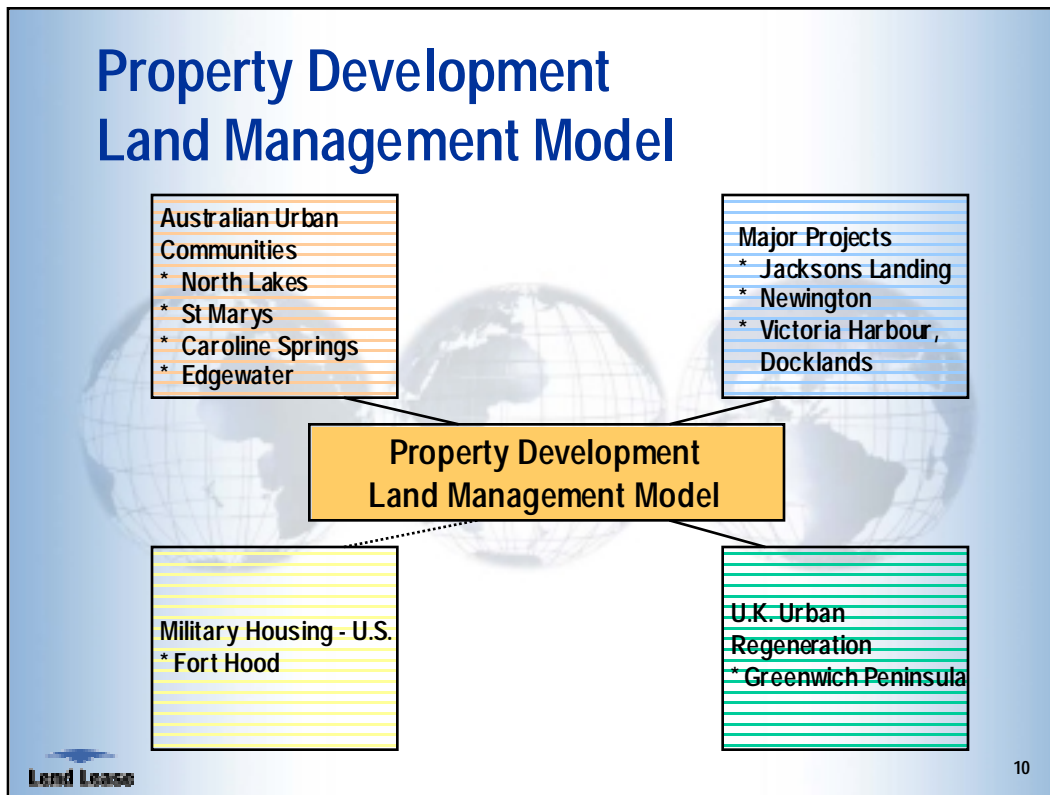 Property Development
Land Management Model
Australian Urban
Communities
* North Lakes
* St Marys
* Caroline Springs
* Edgewater
Major Projects
* Jacksons Landing
* Newington
* Victoria Harbour,
Docklands
Property Development
Land Management Model
Military Housing - U.S.
* Fort Hood
U.K. Urban
Regeneration
* Greenwich Peninsula
Lend Lease
10